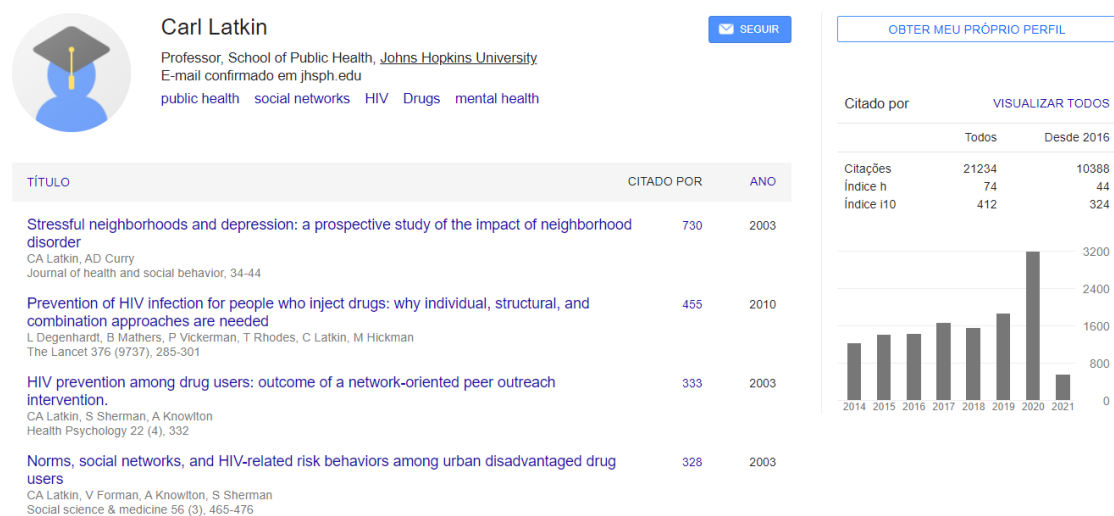 Carl Latkin
SEGUIR
Professor, School of Public Health, Johns Hopkins University
E-mail confirmado em jhsph.edu
public health social networks HIV Drugs mental health
TÍTULO CITADO POR ANO
Stressful neighborhoods and depression: a prospective study of the impact of neighborhood 730 2003
disorder
CA Latkin, AD Curry
Journal of health and social behavior, 34-44
Prevention of HIV infection for people who inject drugs: why individual, structural, and 455 2010
combination approaches are needed
L Degenhardt, B Mathers, P Vickerman, T Rhodes, C Latkin, M Hickman
The Lancet 376 (9737), 285-301
HIV prevention among drug users: outcome of a network-oriented peer outreach 333 2003
intervention.
CA Latkin, S Sherman, A Knowlton
Health Psychology 22 (4), 332
Norms, social networks, and HIV-related risk behaviors among urban disadvantaged drug 328 2003
users
CA Latkin, V Forman, A Knowlton, S Sherman
Social science & medicine 56 (3), 465-476
OBTER MEU PRÓPRIO PERFIL
Citado por VISUALIZAR TODOS
Todos Desde 2016
Citações 21234 10388
Índice h 74 44
Índice i10 412 324
3200
2400
1600
800
0
2014 2015 2016 2017 2018 2019 2020 2021